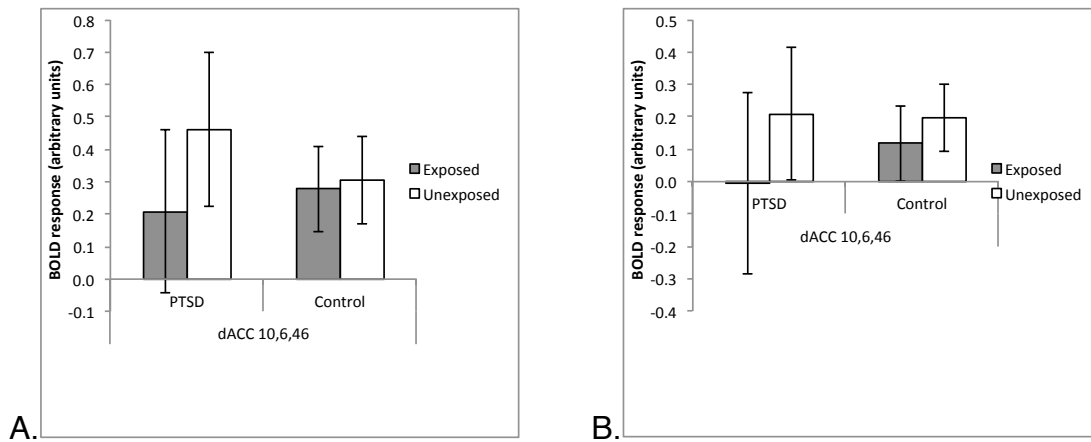 BOLD response (arbitrary units)
0.8
0.7
0.6
0.5
0.4
0.3
0.2
0.1
0.0
-0.1
PTSD Control
dACC 10,6,46
Exposed
Unexposed
A.
BOLD response (arbitrary units)
0.5
0.4
0.3
0.2
0.1
0.0
-0.1
-0.2
-0.3
-0.4
PTSD Control
dACC 10,6,46
Exposed
Unexposed
B.